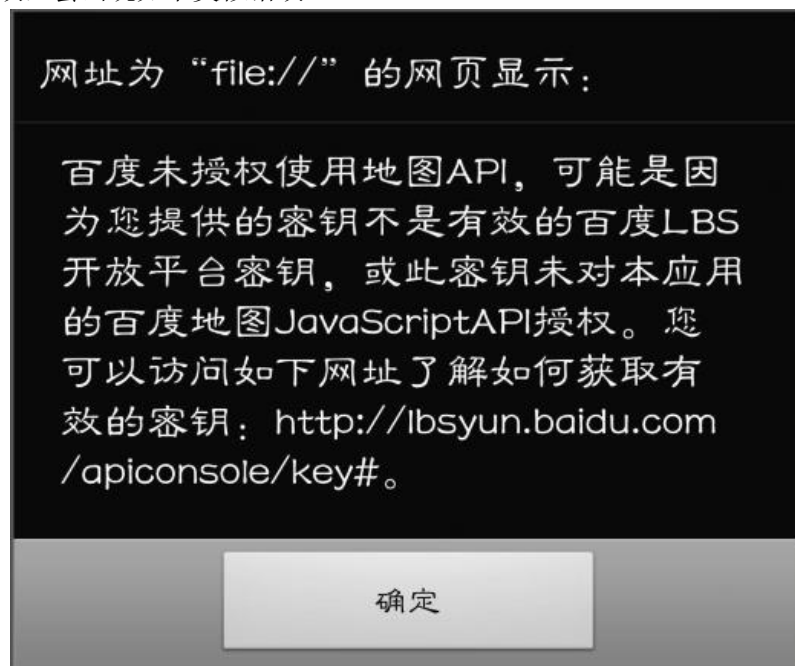 网址为“file://”的网页显示：
百度未授权使用地图API，可能是因
为您提供的密钥不是有效的百度LBS
开放平台密钥，或此密钥未对本应用
的百度地图JavaScriptAPI授权。您
可以访问如下网址了解如何获取有
效的密钥：http://lbsyun.baidu.com
/apiconsole/key#。
确定